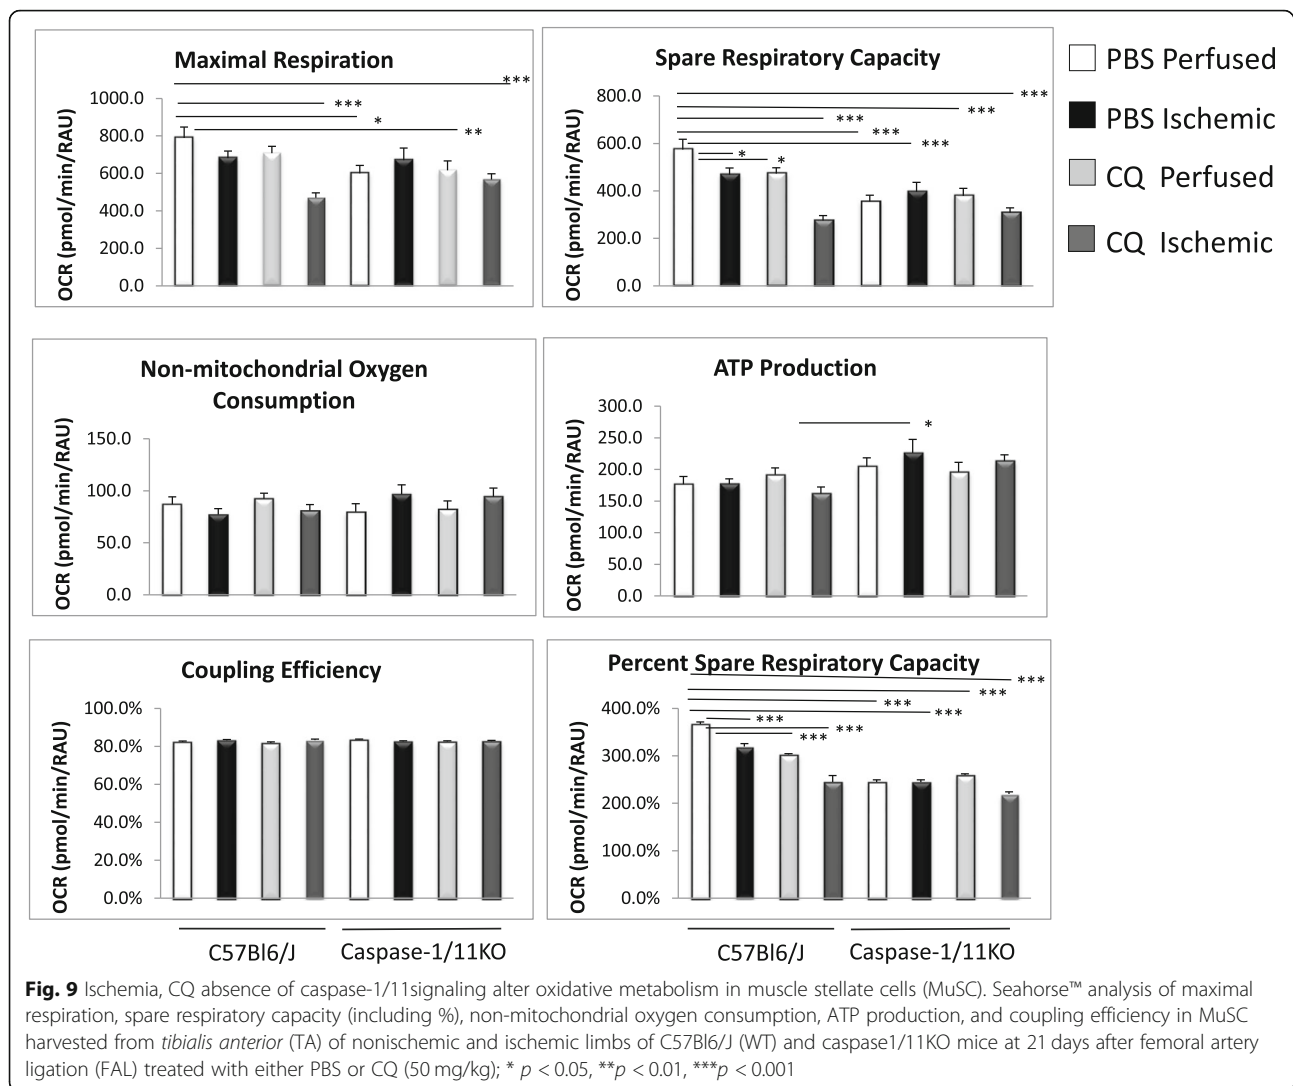 Maximal Respiration
***
***
*
**
OCR (pmol/min/RAU)
1000.0
800.0
600.0
400.0
200.0
0.0
Spare Respiratory Capacity
***
***
***
***
***
*
*
OCR (pmol/min/RAU)
800.0
600.0
400.0
200.0
0.0
PBS Perfused
PBS Ischemic
CQ Perfused
CQ Ischemic
Non-mitochondrial Oxygen
Consumption
OCR (pmol/min/RAU)
150.0
100.0
50.0
0.0
ATP Production
*
OCR (pmol/min/RAU)
300.0
250.0
200.0
150.0
100.0
50.0
0.0
Coupling Efficiency
OCR (pmol/min/RAU)
100.0%
80.0%
60.0%
40.0%
20.0%
0.0%
C57Bl6/J
Caspase-1/11KO
Percent Spare Respiratory Capacity
***
***
***
***
***
***
***
OCR (pmol/min/RAU)
400.0%
300.0%
200.0%
100.0%
0.0%
C57Bl6/J
Caspase-1/11KO
Fig. 9 Ischemia, CQ absence of caspase-1/11signaling alter oxidative metabolism in muscle stellate cells (MuSC). Seahorse™ analysis of maximal
respiration, spare respiratory capacity (including %), non-mitochondrial oxygen consumption, ATP production, and coupling efficiency in MuSC
harvested from tibialis anterior (TA) of nonischemic and ischemic limbs of C57Bl6/J (WT) and caspase1/11KO mice at 21 days after femoral artery
ligation (FAL) treated with either PBS or CQ (50 mg/kg); * p < 0.05, **p < 0.01, ***p < 0.001